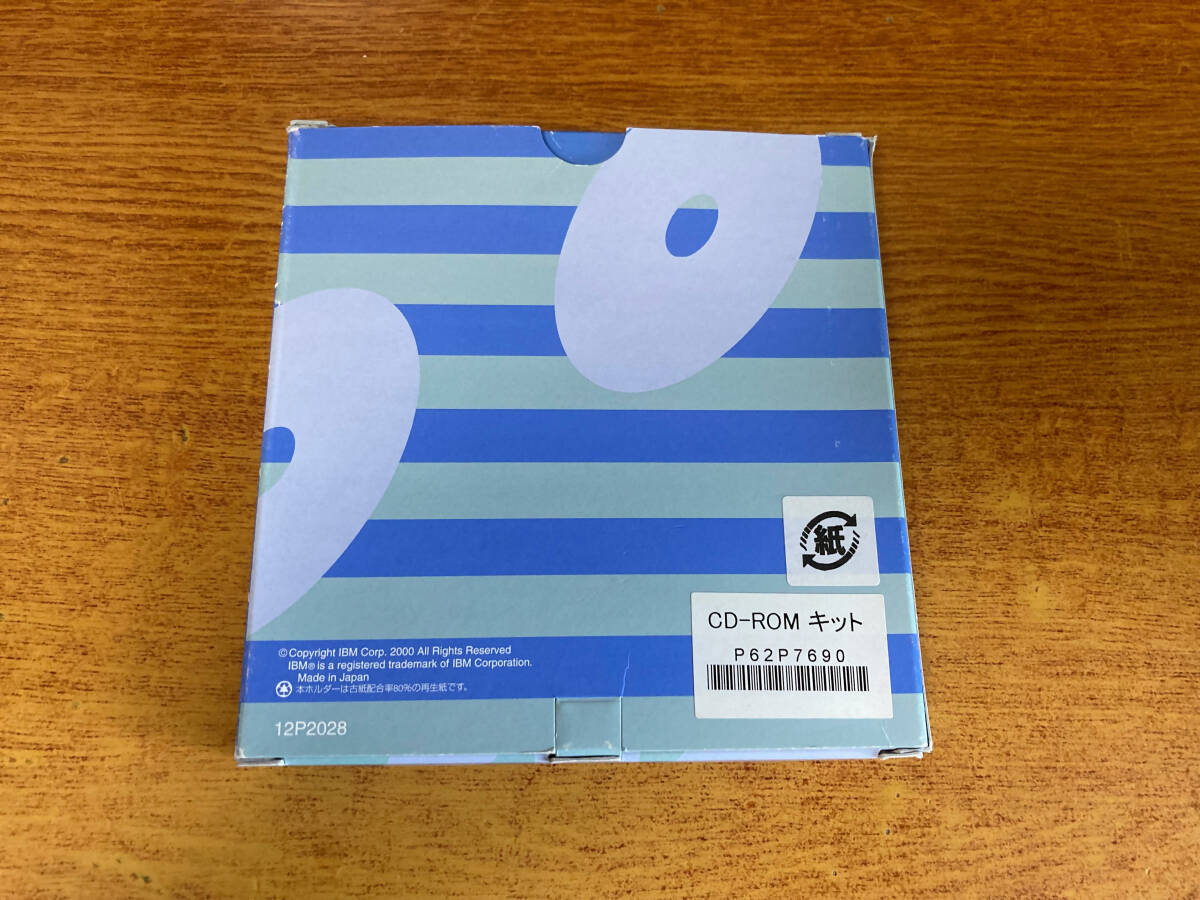 紙
CD-ROM キット
P62P7690
©Copyright IBM Corp. 2000 All Rights Reserved
IBM® is a registered trademark of IBM Corporation.
Made in Japan
本ホルダーは古紙配合率80%の再生紙です。
12P2028